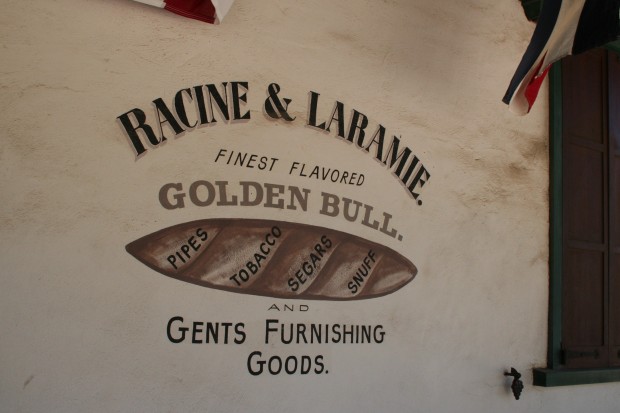 RACINE & LARAMIE.
FINEST FLAVORED
GOLDEN BULL.
PIPES TOBACCO SEGARS SNUFF
AND
GENTS FURNISHING
GOODS.